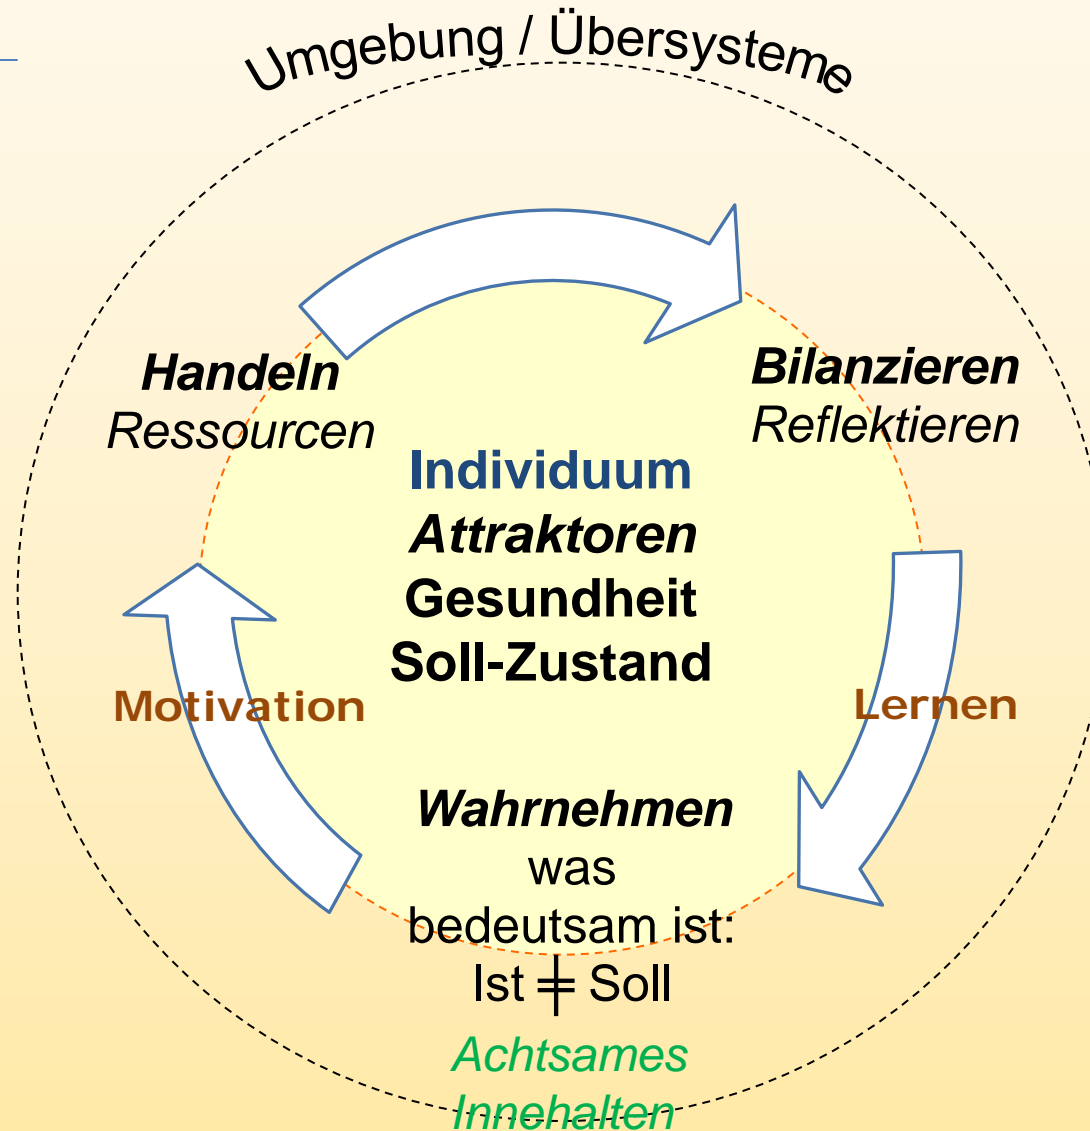 Umgebung / Übersysteme
Handeln
Ressourcen
Bilanzieren
Reflektieren
Individuum
Attraktoren
Gesundheit
Soll-Zustand
Motivation
Lernen
Wahrnehmen
was
bedeutsam ist:
Ist ╪ Soll
Achtsames
Innehalten